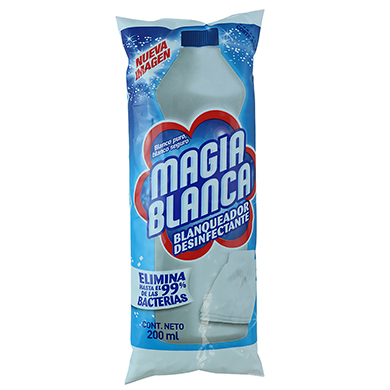 NUEVA
IMAGEN
Blanco puro,
blanco seguro
MAGIA
BLANCA
BLANQUEADOR
DESINFECTANTE
ELIMINA
HASTA EL 99%
DE LAS
BACTERIAS
CONT. NETO
200 ml